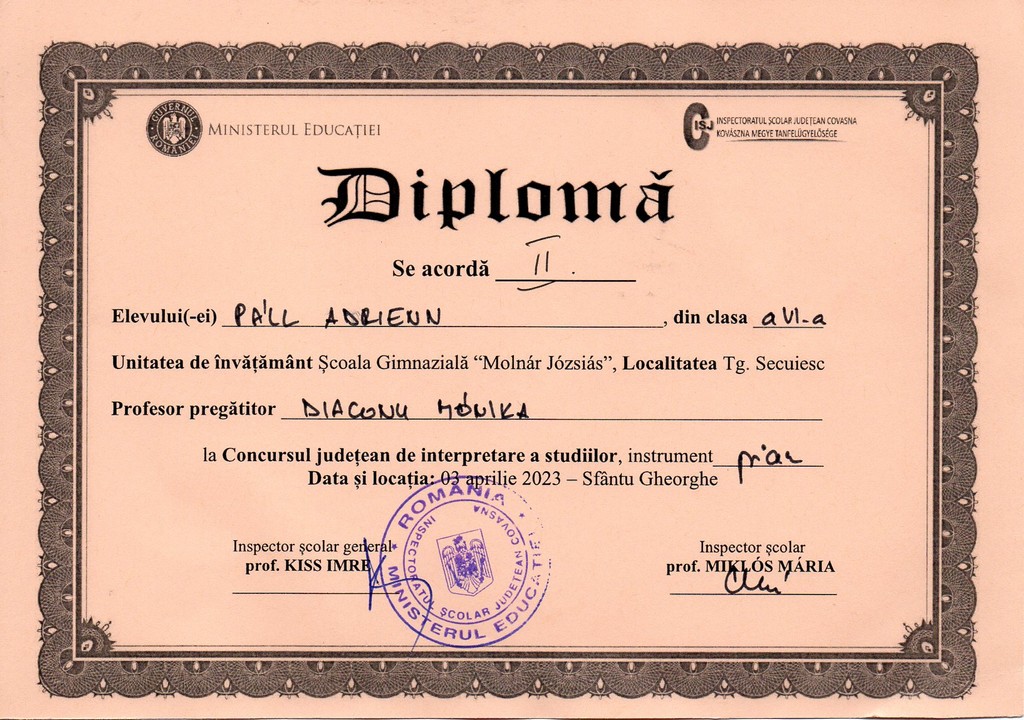 GUVERNUL ROMÂNIEI
MINISTERUL EDUCAȚIEI
CISJ
INSPECTORATUL ȘCOLAR JUDEȚEAN COVASNA
KOVÁSZNA MEGYE TANFELÜGYELŐSÉGE
Diplomă
Se acordă II.
Elevului(-ei) PÁLL ADRIENN, din clasa a VI-a
Unitatea de învățământ Școala Gimnazială “Molnár Józsiás”, Localitatea Tg. Secuiesc
Profesor pregătitor DIACONU MÓNIKA
la Concursul județean de interpretare a studiilor, instrument pian
Data și locația: 03 aprilie 2023 – Sfântu Gheorghe
ROMÂNIA
MINISTERUL EDUCAȚIEI
INSPECTORATUL ȘCOLAR JUDEȚEAN COVASNA
Inspector școlar general
prof. KISS IMRE
Inspector școlar
prof. MIKLÓS MÁRIA